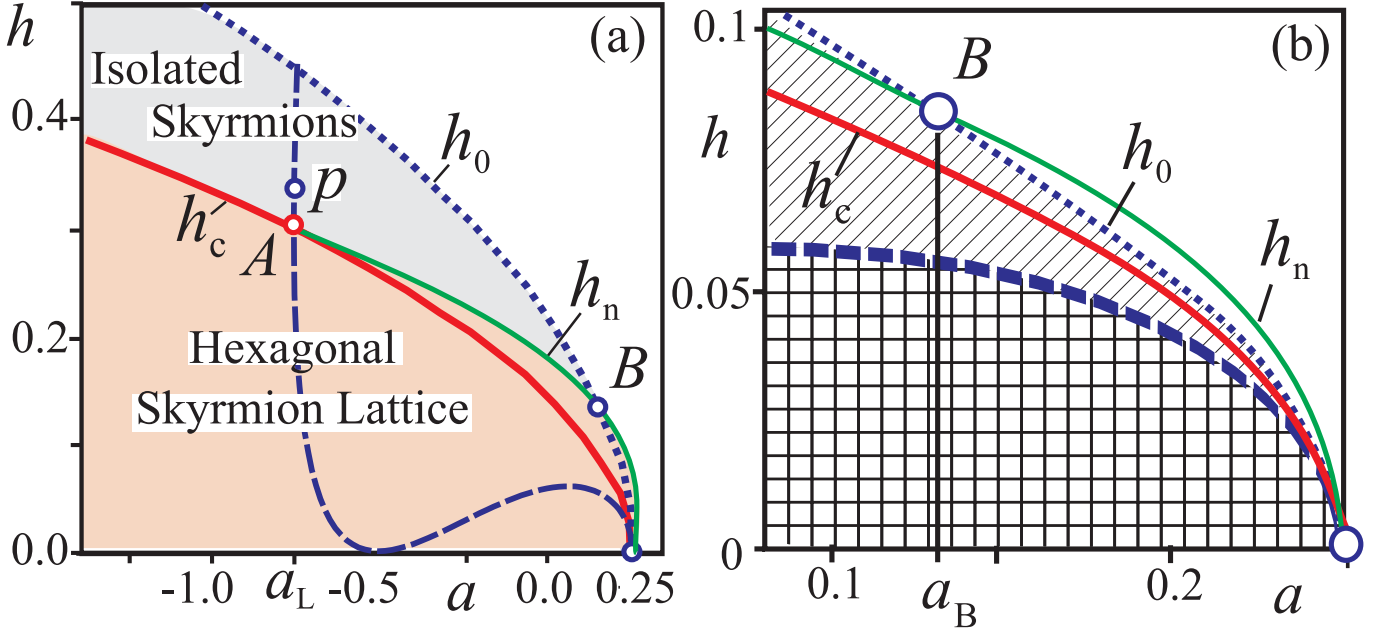 h
(a)
Isolated
Skyrmions
0.4
h0
p
hc
A
hn
0.2
Hexagonal
Skyrmion Lattice
B
0.0
-1.0
aL
-0.5
a
0.0
0.25
0.1
(b)
B
h
h0
hc
hn
0.05
0
0.1
aB
0.2
a